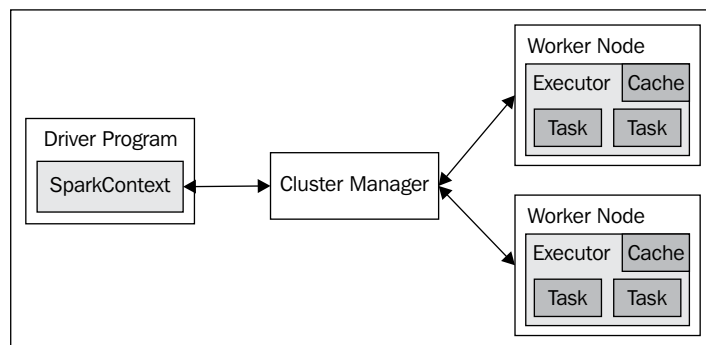 Driver Program
SparkContext
Cluster Manager
Worker Node
Executor Cache
Task Task
Worker Node
Executor Cache
Task Task